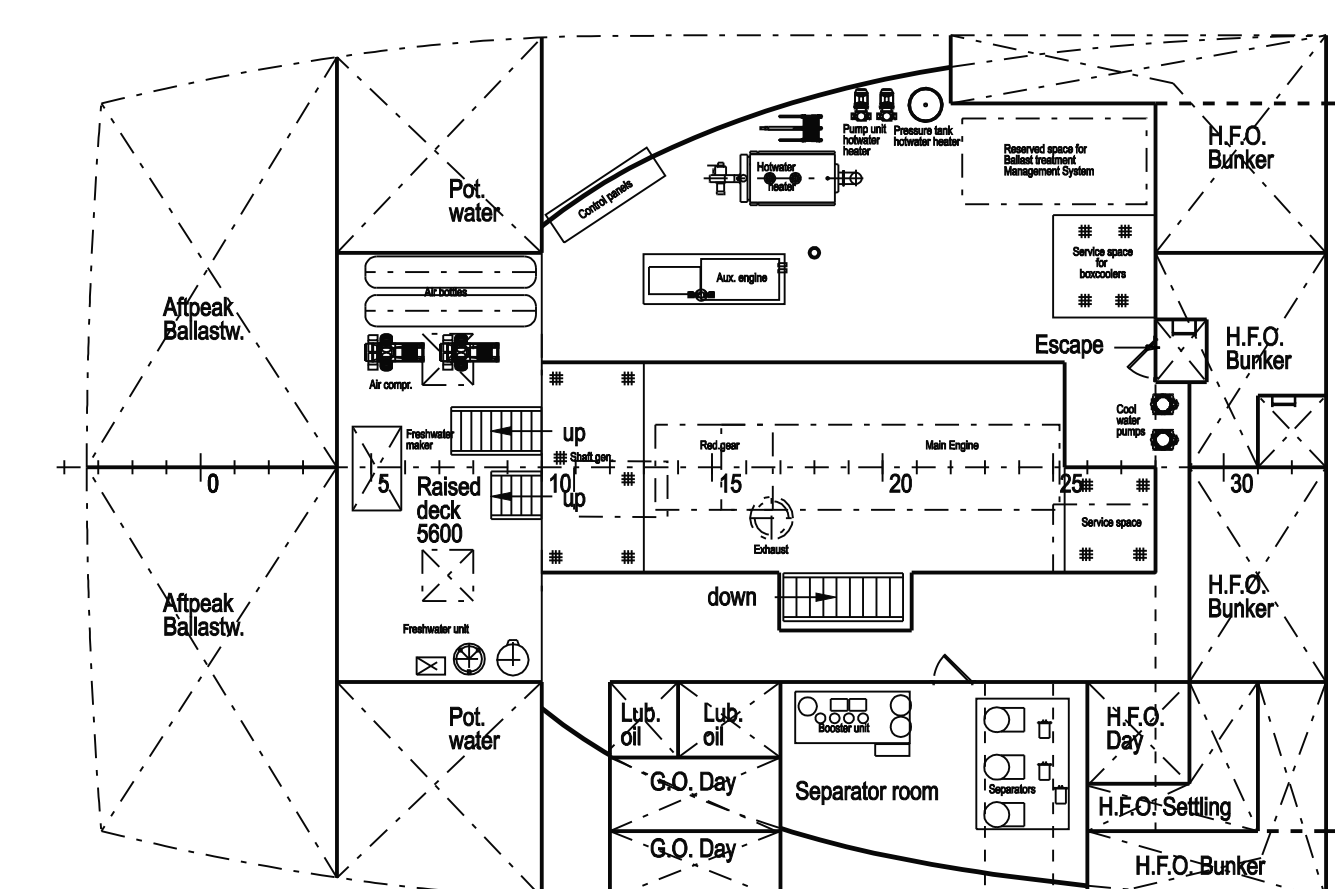 Pump unit
hotwater
heater
Pressure tank
hotwater heater
Reserved space for
Ballast treatment
Management System
H.F.O.
Bunker
Hotwater
heater
Control panels
Pot.
water
Service space
for
boxcoolers
Aux. engine
Air bottles
Aftpeak
Ballastw.
Escape
H.F.O.
Bunker
Air compr.
Cool
water
pumps
Freshwater
maker
up
Shaft gen.
Red.gear
Main Engine
0
5
10
15
20
25
30
Raised
deck
5600
up
Service space
Exhaust
down
H.F.O.
Bunker
Aftpeak
Ballastw.
Freshwater unit
Pot.
water
Lub.
oil
Lub.
oil
Booster unit
H.F.O.
Day
G.O. Day
Separator room
Separators
H.F.O. Settling
G.O. Day
H.F.O. Bunker